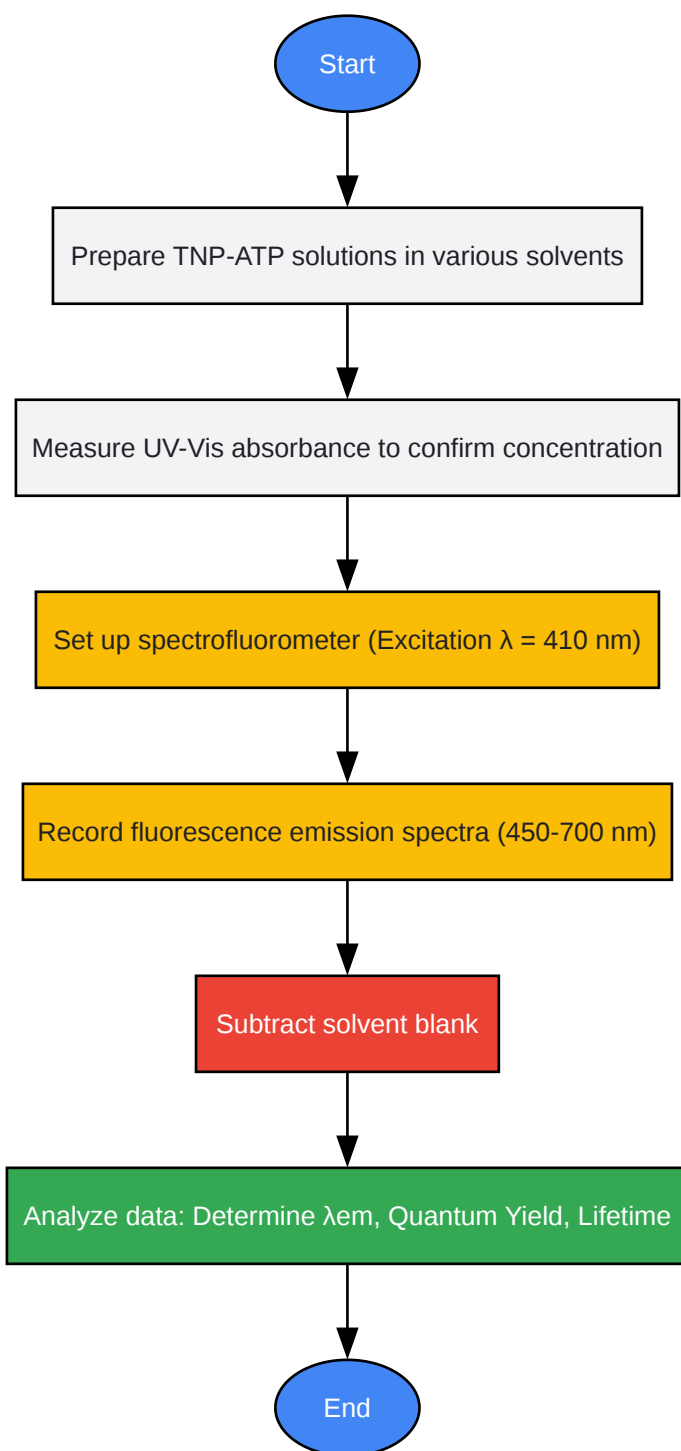 Start
Prepare TNP-ATP solutions in various solvents
Measure UV-Vis absorbance to confirm concentration
Set up spectrofluorometer (Excitation λ = 410 nm)
Record fluorescence emission spectra (450-700 nm)
Subtract solvent blank
Analyze data: Determine λem, Quantum Yield, Lifetime
End